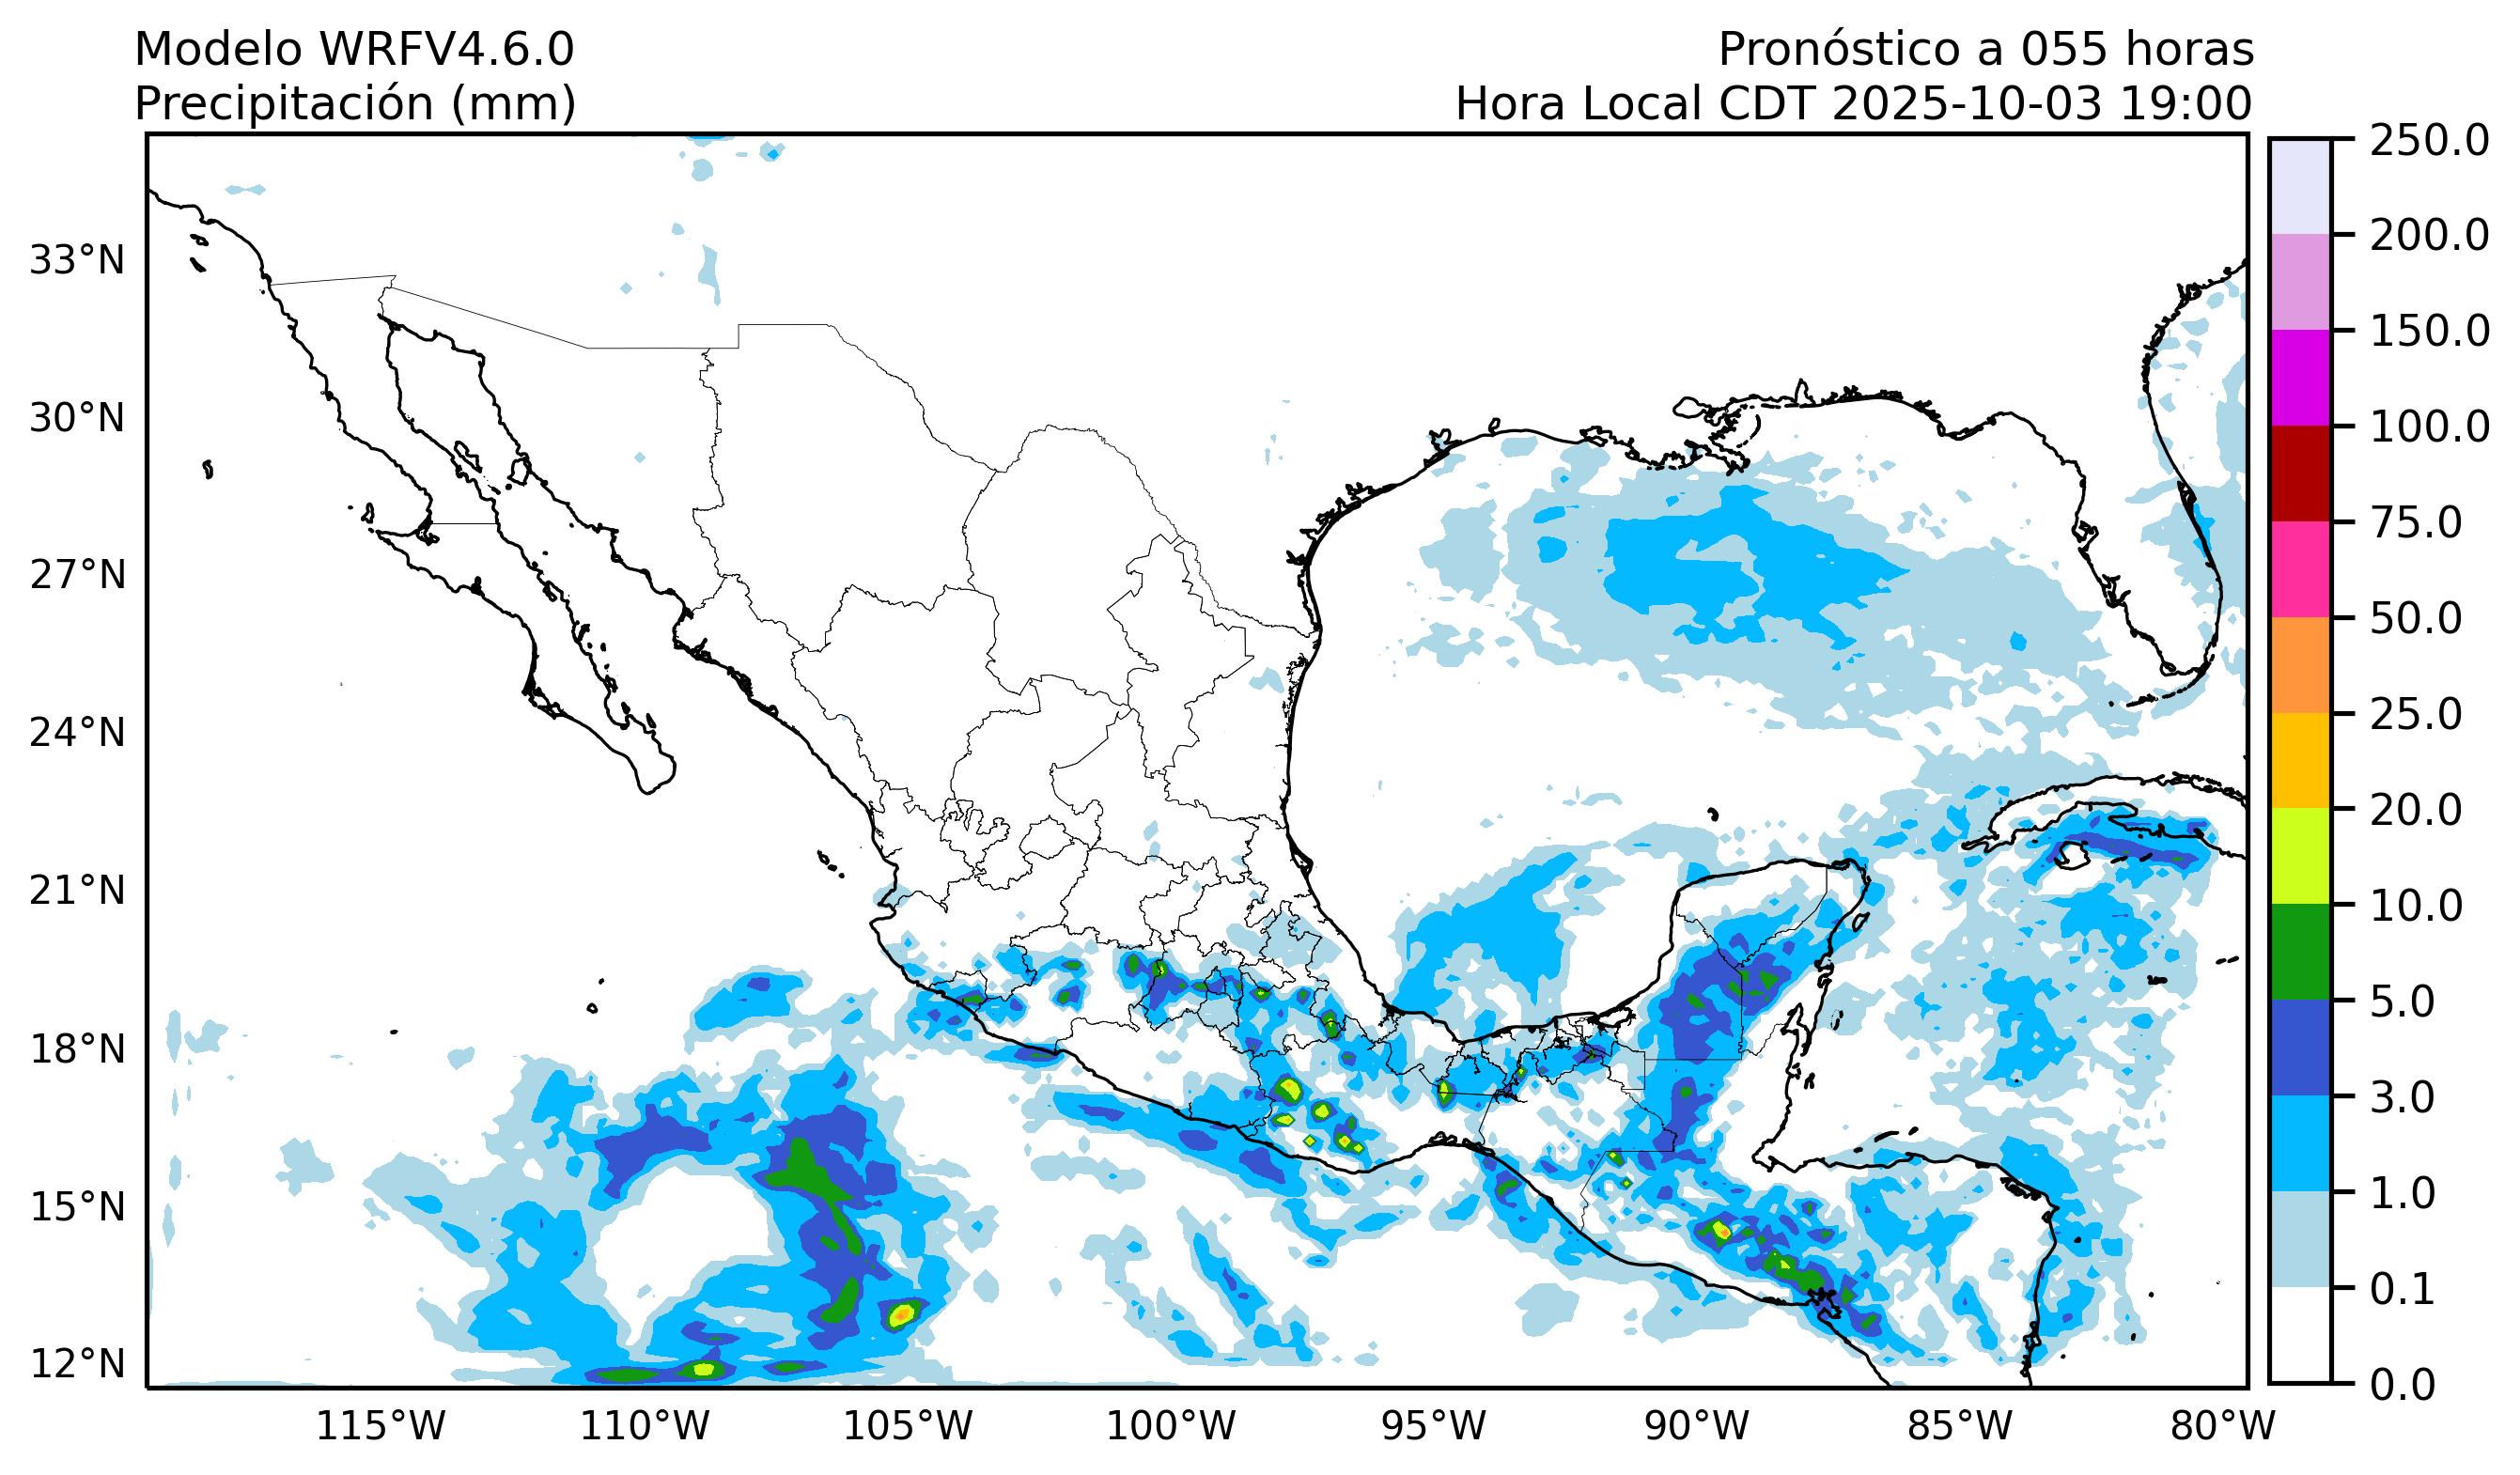 Modelo WRFV4.6.0
Precipitación (mm)
Pronóstico a 055 horas
Hora Local CDT 2025-10-03 19:00
33°N
30°N
27°N
24°N
21°N
18°N
15°N
12°N
115°W
110°W
105°W
100°W
95°W
90°W
85°W
80°W
250.0
200.0
150.0
100.0
75.0
50.0
25.0
20.0
10.0
5.0
3.0
1.0
0.1
0.0